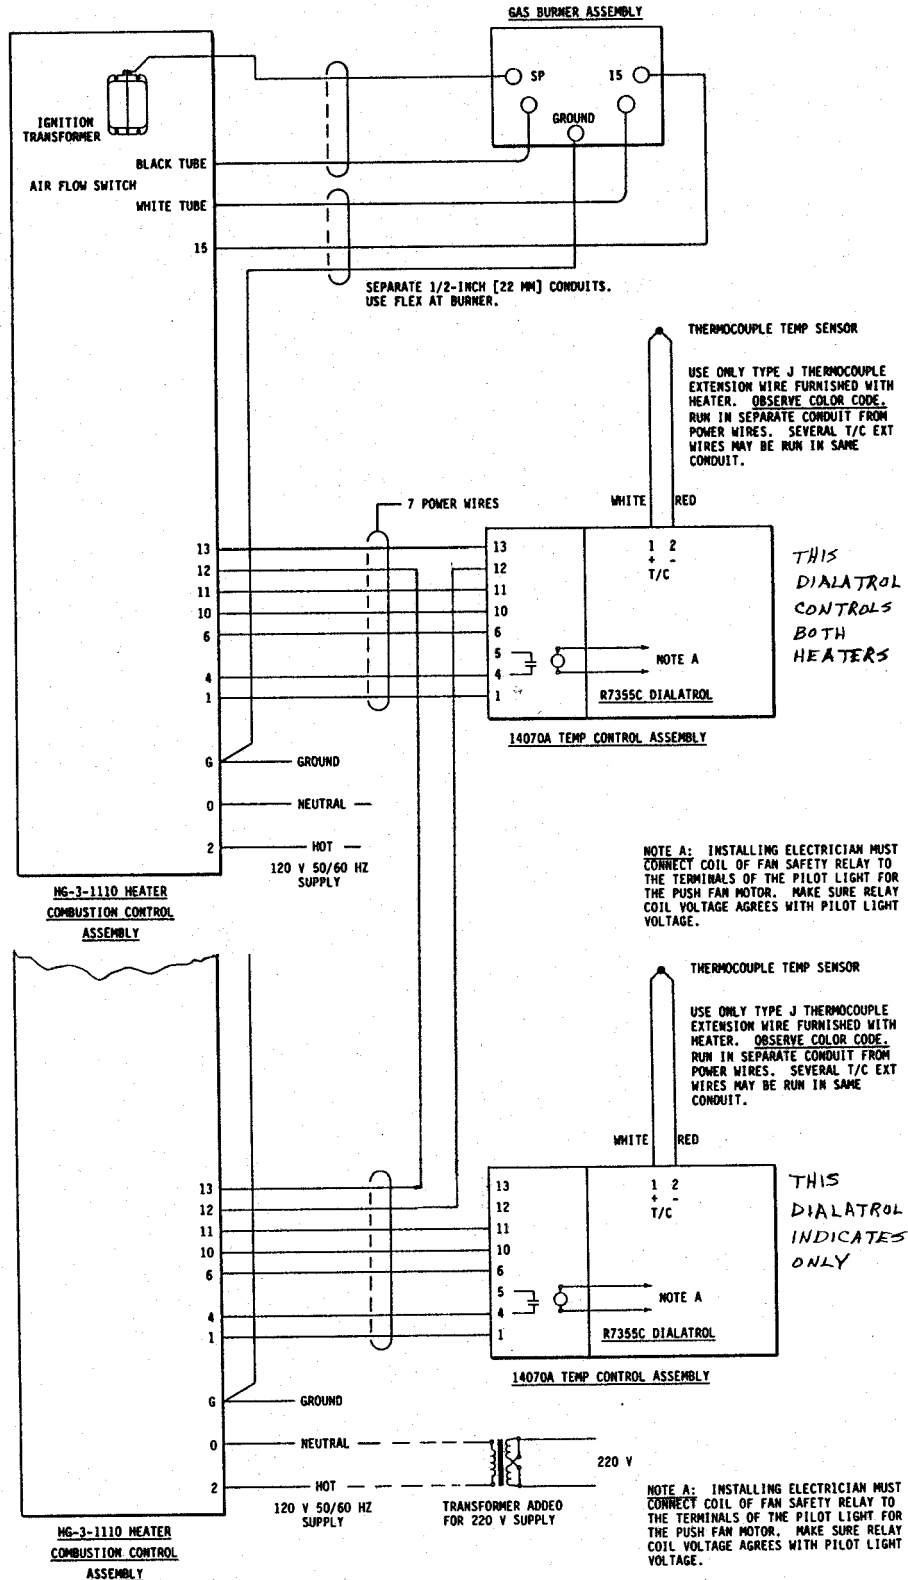 GAS BURNER ASSEMBLY
SP
15
GROUND
IGNITION
TRANSFORMER
BLACK TUBE
AIR FLOW SWITCH
WHITE TUBE
15
SEPARATE 1/2-INCH [22 MM] CONDUITS.
USE FLEX AT BURNER.
THERMOCOUPLE TEMP SENSOR
USE ONLY TYPE J THERMOCOUPLE
EXTENSION WIRE FURNISHED WITH
HEATER. OBSERVE COLOR CODE.
RUN IN SEPARATE CONDUIT FROM
POWER WIRES. SEVERAL T/C EXT
WIRES MAY BE RUN IN SAME
CONDUIT.
WHITE RED
7 POWER WIRES
13
12
11
10
6
4
1
13
12
11
10
6
5
4
1
1 2
+ -
T/C
NOTE A
R7355C DIALATROL
14070A TEMP CONTROL ASSEMBLY
THIS
DIALATROL
CONTROLS
BOTH
HEATERS
G GROUND
0 NEUTRAL
2 HOT
120 V 50/60 HZ
SUPPLY
HG-3-1110 HEATER
COMBUSTION CONTROL
ASSEMBLY
NOTE A: INSTALLING ELECTRICIAN MUST
CONNECT COIL OF FAN SAFETY RELAY TO
THE TERMINALS OF THE PILOT LIGHT FOR
THE PUSH FAN MOTOR. MAKE SURE RELAY
COIL VOLTAGE AGREES WITH PILOT LIGHT
VOLTAGE.
THERMOCOUPLE TEMP SENSOR
USE ONLY TYPE J THERMOCOUPLE
EXTENSION WIRE FURNISHED WITH
HEATER. OBSERVE COLOR CODE.
RUN IN SEPARATE CONDUIT FROM
POWER WIRES. SEVERAL T/C EXT
WIRES MAY BE RUN IN SAME
CONDUIT.
WHITE RED
13
12
11
10
6
4
1
13
12
11
10
6
5
4
1
1 2
+ -
T/C
NOTE A
R7355C DIALATROL
14070A TEMP CONTROL ASSEMBLY
THIS
DIALATROL
INDICATES
ONLY
G GROUND
0 NEUTRAL
2 HOT
120 V 50/60 HZ
SUPPLY
TRANSFORMER ADDED
FOR 220 V SUPPLY
220 V
HG-3-1110 HEATER
COMBUSTION CONTROL
ASSEMBLY
NOTE A: INSTALLING ELECTRICIAN MUST
CONNECT COIL OF FAN SAFETY RELAY TO
THE TERMINALS OF THE PILOT LIGHT FOR
THE PUSH FAN MOTOR. MAKE SURE RELAY
COIL VOLTAGE AGREES WITH PILOT LIGHT
VOLTAGE.